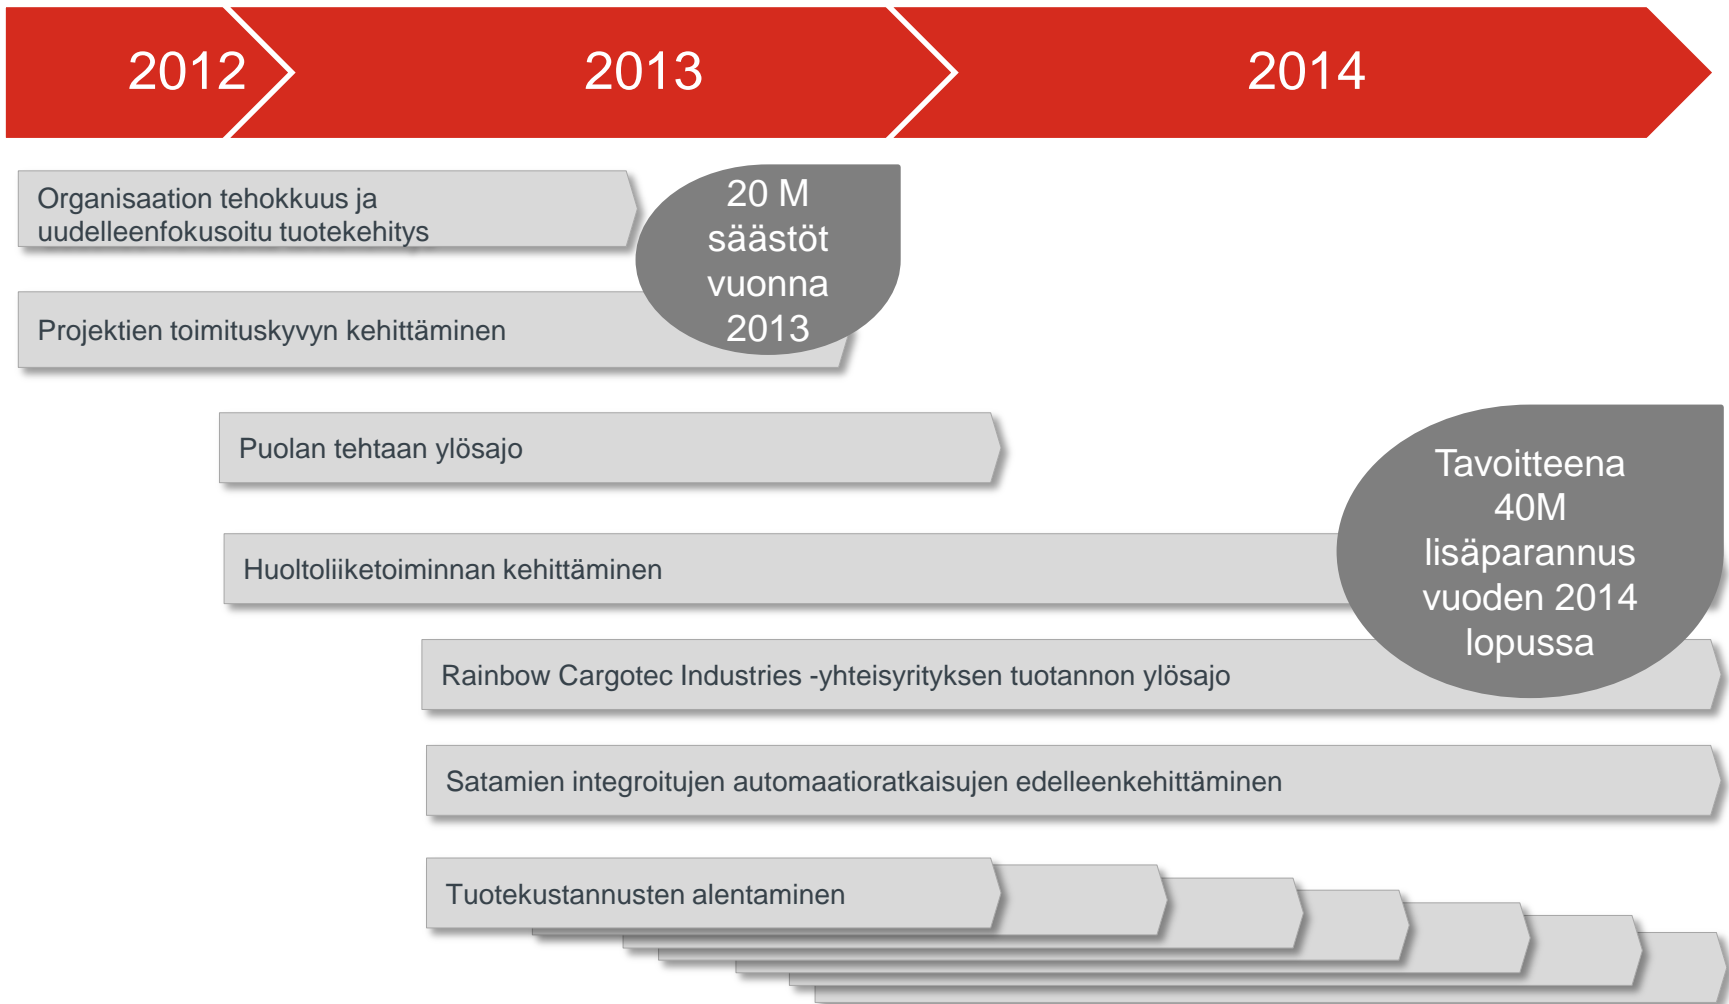 2012
2013
2014
Organisaation tehokkuus ja
uudelleenfokusoitu tuotekehitys
20 M
säästöt
vuonna
2013
Projektien toimituskyvyn kehittäminen
Puolan tehtaan ylösajo
Tavoitteena
40M
lisäparannus
vuoden 2014
lopussa
Huoltoliiketoiminnan kehittäminen
Rainbow Cargotec Industries -yhteisyrityksen tuotannon ylösajo
Satamien integroitujen automaatioratkaisujen edelleenkehittäminen
Tuotekustannusten alentaminen